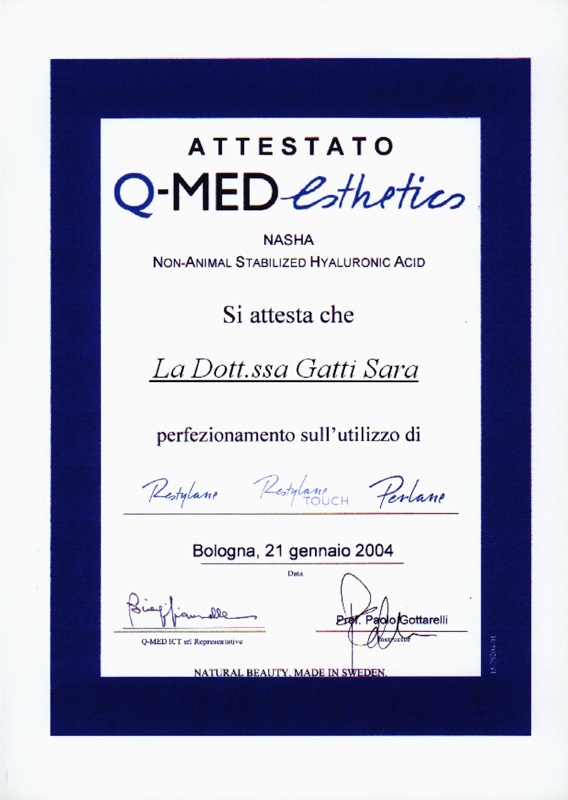 ATTESTATO
Q-MED esthetics
NASHA
NON-ANIMAL STABILIZED HYALURONIC ACID
Si attesta che
La Dott.ssa Gatti Sara
perfezionamento sull'utilizzo di
Restylane Restylane TOUCH Perlane
Bologna, 21 gennaio 2004
Data
Prof. Paolo Gottarelli
Q-MED ICT srl Representative Instructor
NATURAL BEAUTY. MADE IN SWEDEN.